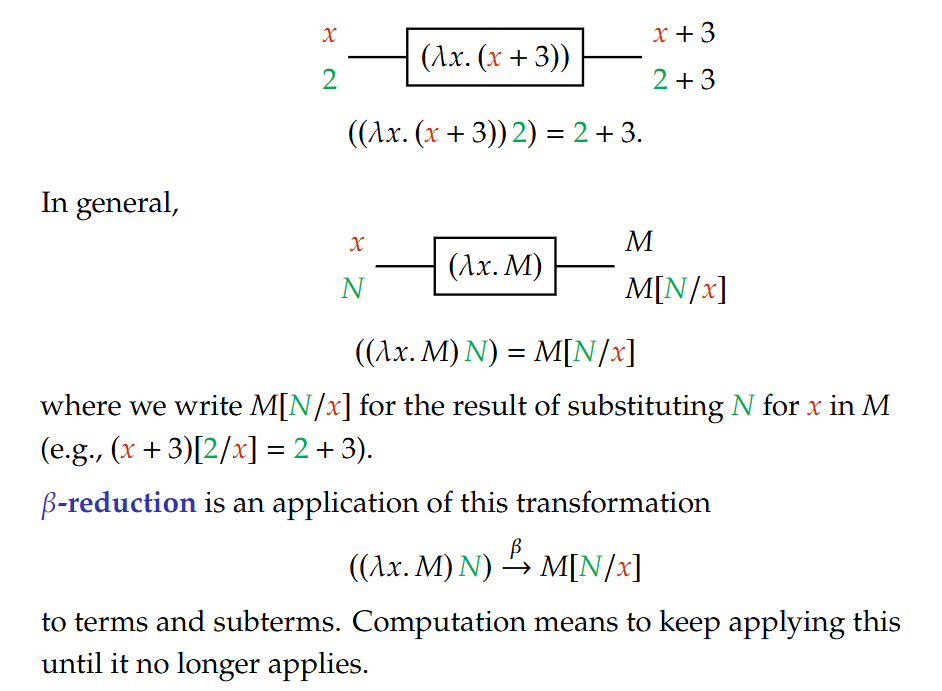 x (λx. (x + 3)) x + 3
2 2 + 3
((λx. (x + 3)) 2) = 2 + 3.
In general,
x (λx. M) M
N M[N/x]
((λx. M) N) = M[N/x]
where we write M[N/x] for the result of substituting N for x in M
(e.g., (x + 3)[2/x] = 2 + 3).
β-reduction is an application of this transformation
((λx. M) N) →β M[N/x]
to terms and subterms. Computation means to keep applying this
until it no longer applies.